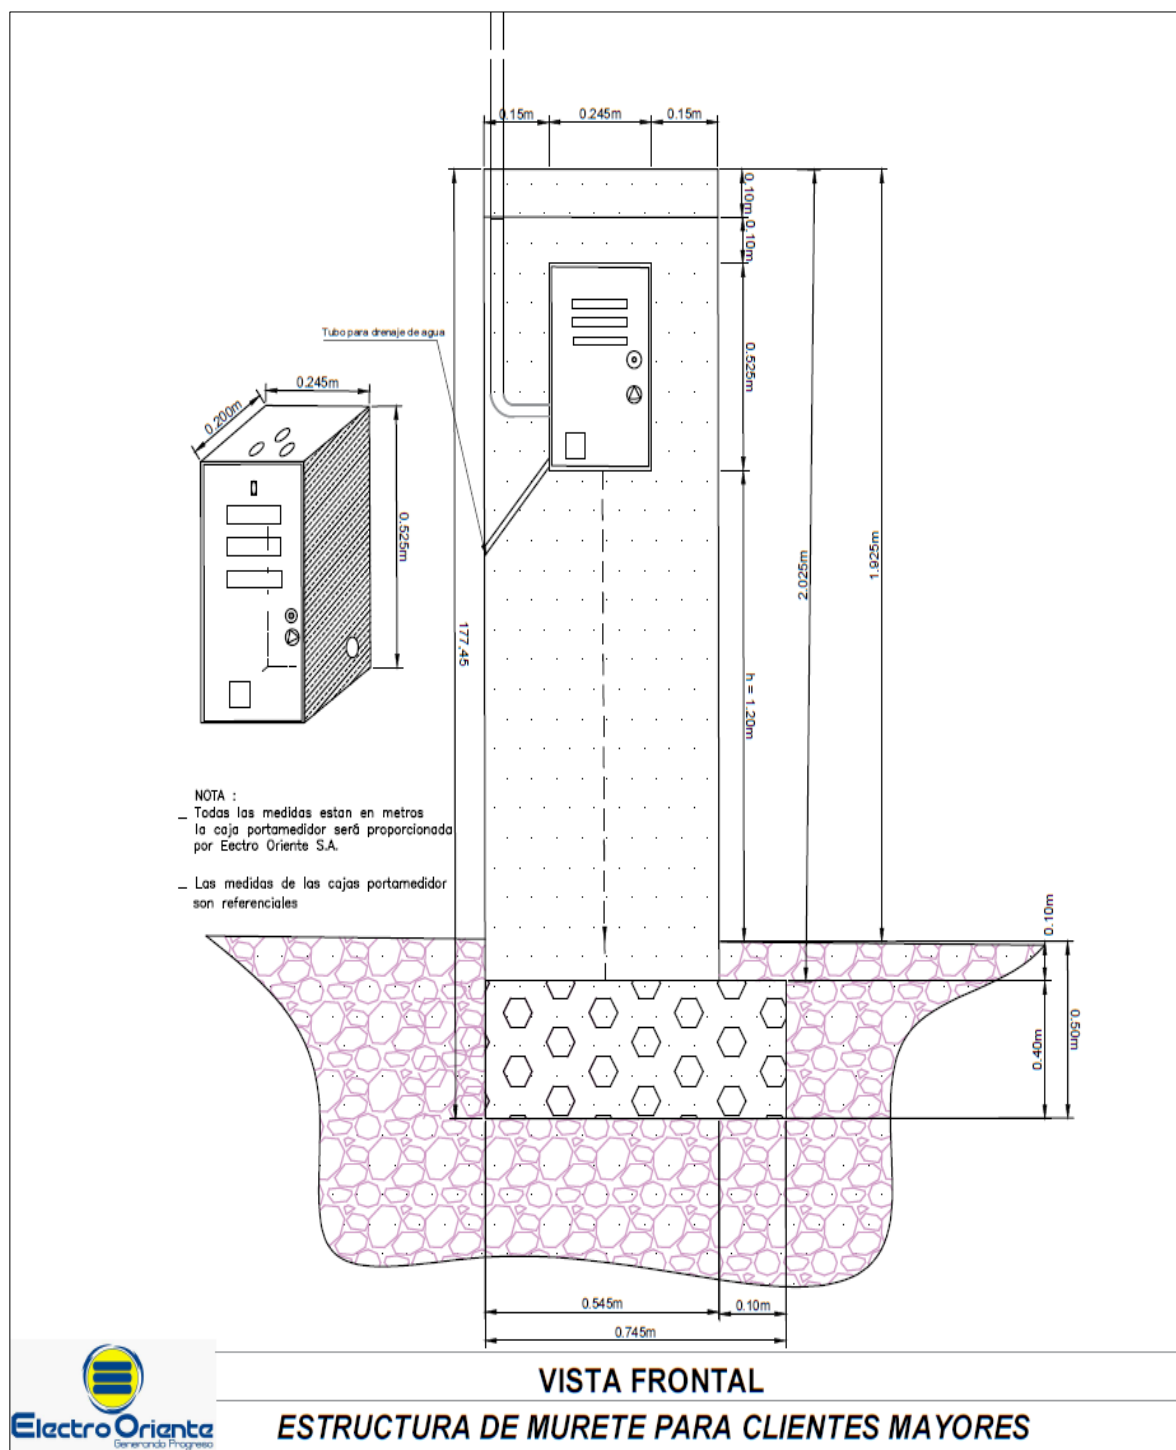 0.15m
0.245m
0.15m
0.10m
0.10m
0.525m
h = 1.20m
2.025m
1.925m
177.45
Tubo para drenaje de agua
0.245m
0.200m
0.525m
NOTA :
_ Todas las medidas estan en metros
la caja portamedidor será proporcionada
por Eectro Oriente S.A.
_ Las medidas de las cajas portamedidor
son referenciales
0.10m
0.40m
0.50m
0.545m
0.10m
0.745m
VISTA FRONTAL
ESTRUCTURA DE MURETE PARA CLIENTES MAYORES
Electro Oriente
Generando Progreso